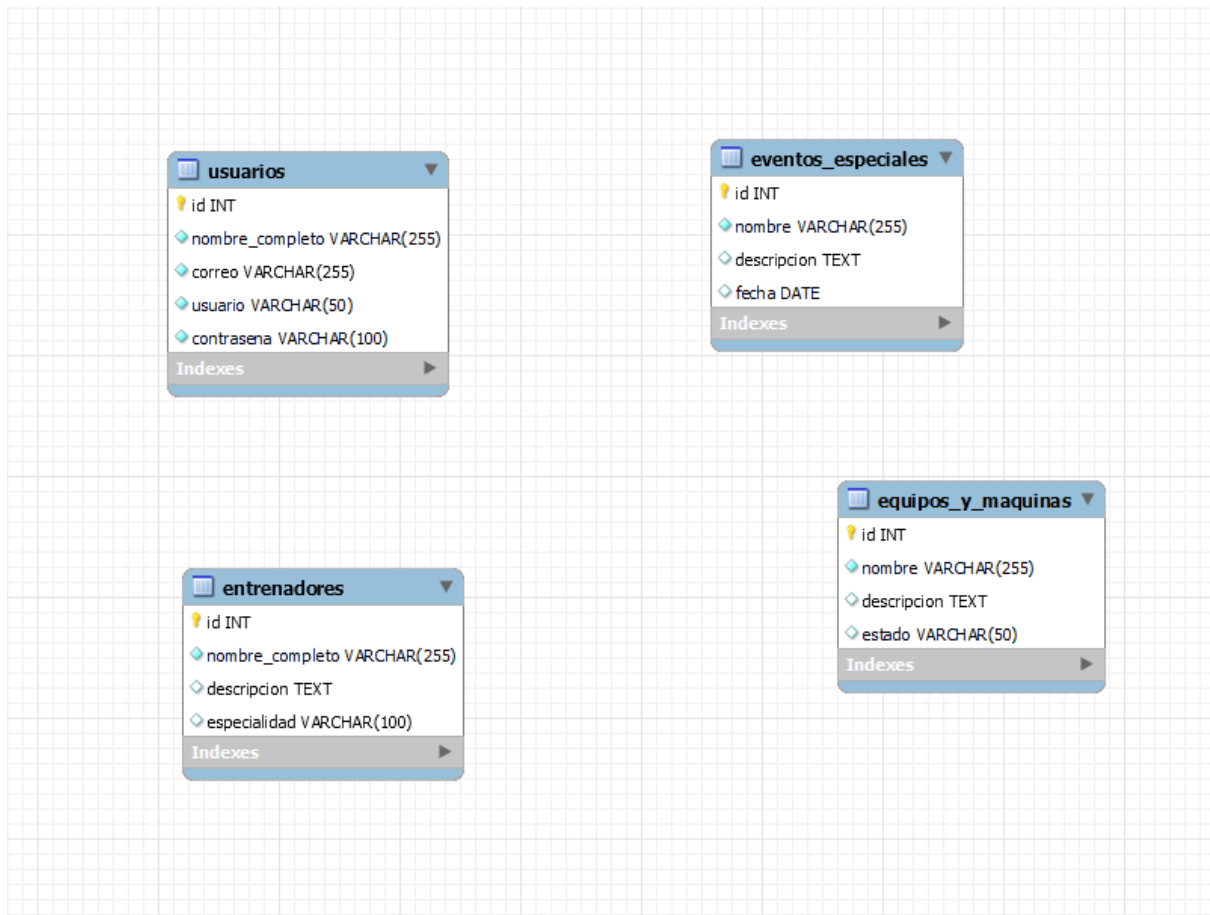 usuarios
id INT
nombre_completo VARCHAR(255)
correo VARCHAR(255)
usuario VARCHAR(50)
contrasena VARCHAR(100)
Indexes
eventos_especiales
id INT
nombre VARCHAR(255)
descripcion TEXT
fecha DATE
Indexes
entrenadores
id INT
nombre_completo VARCHAR(255)
descripcion TEXT
especialidad VARCHAR(100)
Indexes
equipos_y_maquinas
id INT
nombre VARCHAR(255)
descripcion TEXT
estado VARCHAR(50)
Indexes